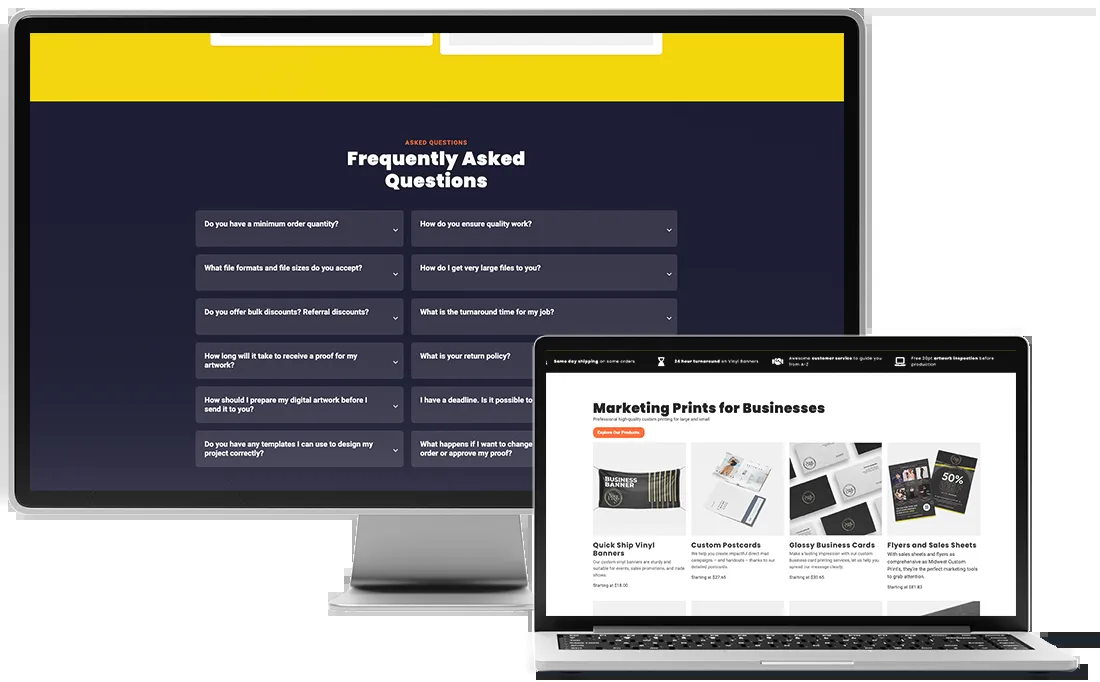 ASKED QUESTIONS
Frequently Asked
Questions
Do you have a minimum order quantity?
How do you ensure quality work?
What file formats and file sizes do you accept?
How do I get very large files to you?
Do you offer bulk discounts? Referral discounts?
What is the turnaround time for my job?
How long will it take to receive a proof for my
artwork?
What is your return policy?
How should I prepare my digital artwork before I
send it to you?
I have a deadline. Is it possible to
Do you have any templates I can use to design my
project correctly?
What happens if I want to change
order or approve my proof?
Same day shipping on some orders
24 hour turnaround on Vinyl Banners
Awesome customer service to guide you
from A-Z
Free 20pt artwork inspection before
production
Marketing Prints for Businesses
Professional high-quality custom printing for large and small
Explore Our Products
BUSINESS
BANNER
50%
Quick Ship Vinyl
Banners
Our custom vinyl banners are sturdy and
suitable for events, sales promotions, and trade
shows.
Starting at $18.00
Custom Postcards
We help you create impactful direct mail
campaigns – and handouts – thanks to our
detailed postcards.
Starting at $27.45
Glossy Business Cards
Make a lasting impression with our custom
business card printing services, let us help you
spread our message clearly.
Starting at $30.65
Flyers and Sales Sheets
With sales sheets and flyers as
comprehensive as Midwest Custom
Prints, they're the perfect marketing tools
to grab attention.
Starting at $81.83